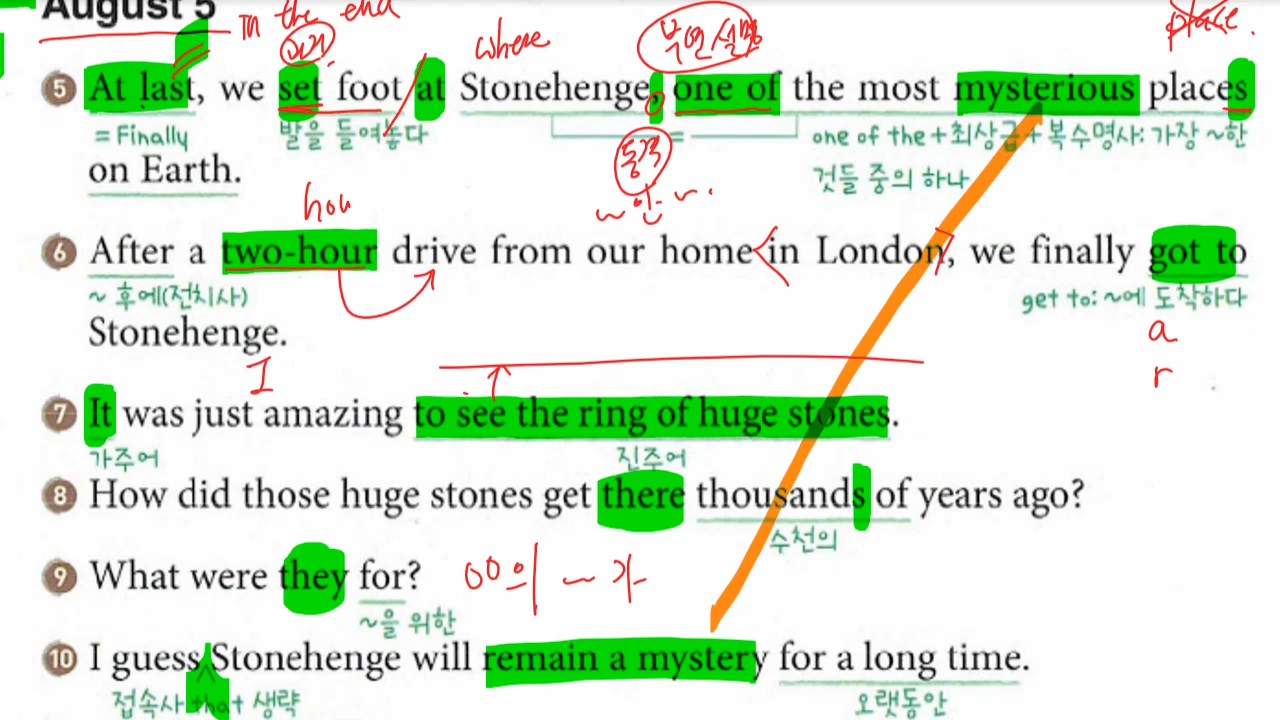 August 5
in the end
과거
where
부연설명
place.
5 At last, we set foot at Stonehenge, one of the most mysterious places
= Finally
발을 들여놓다
=
one of the + 최상급 + 복수명사: 가장 ~한
동격
것들 중의 하나
on Earth.
hou
~인 ~.
6 After a two-hour drive from our home in London, we finally got to
~ 후에(전치사)
get to: ~에 도착하다
Stonehenge.
a
r
I
7 It was just amazing to see the ring of huge stones.
가주어
진주어
8 How did those huge stones get there thousands of years ago?
수천의
9 What were they for?
~을 위한
10 I guess Stonehenge will remain a mystery for a long time.
접속사 that 생략
오랫동안